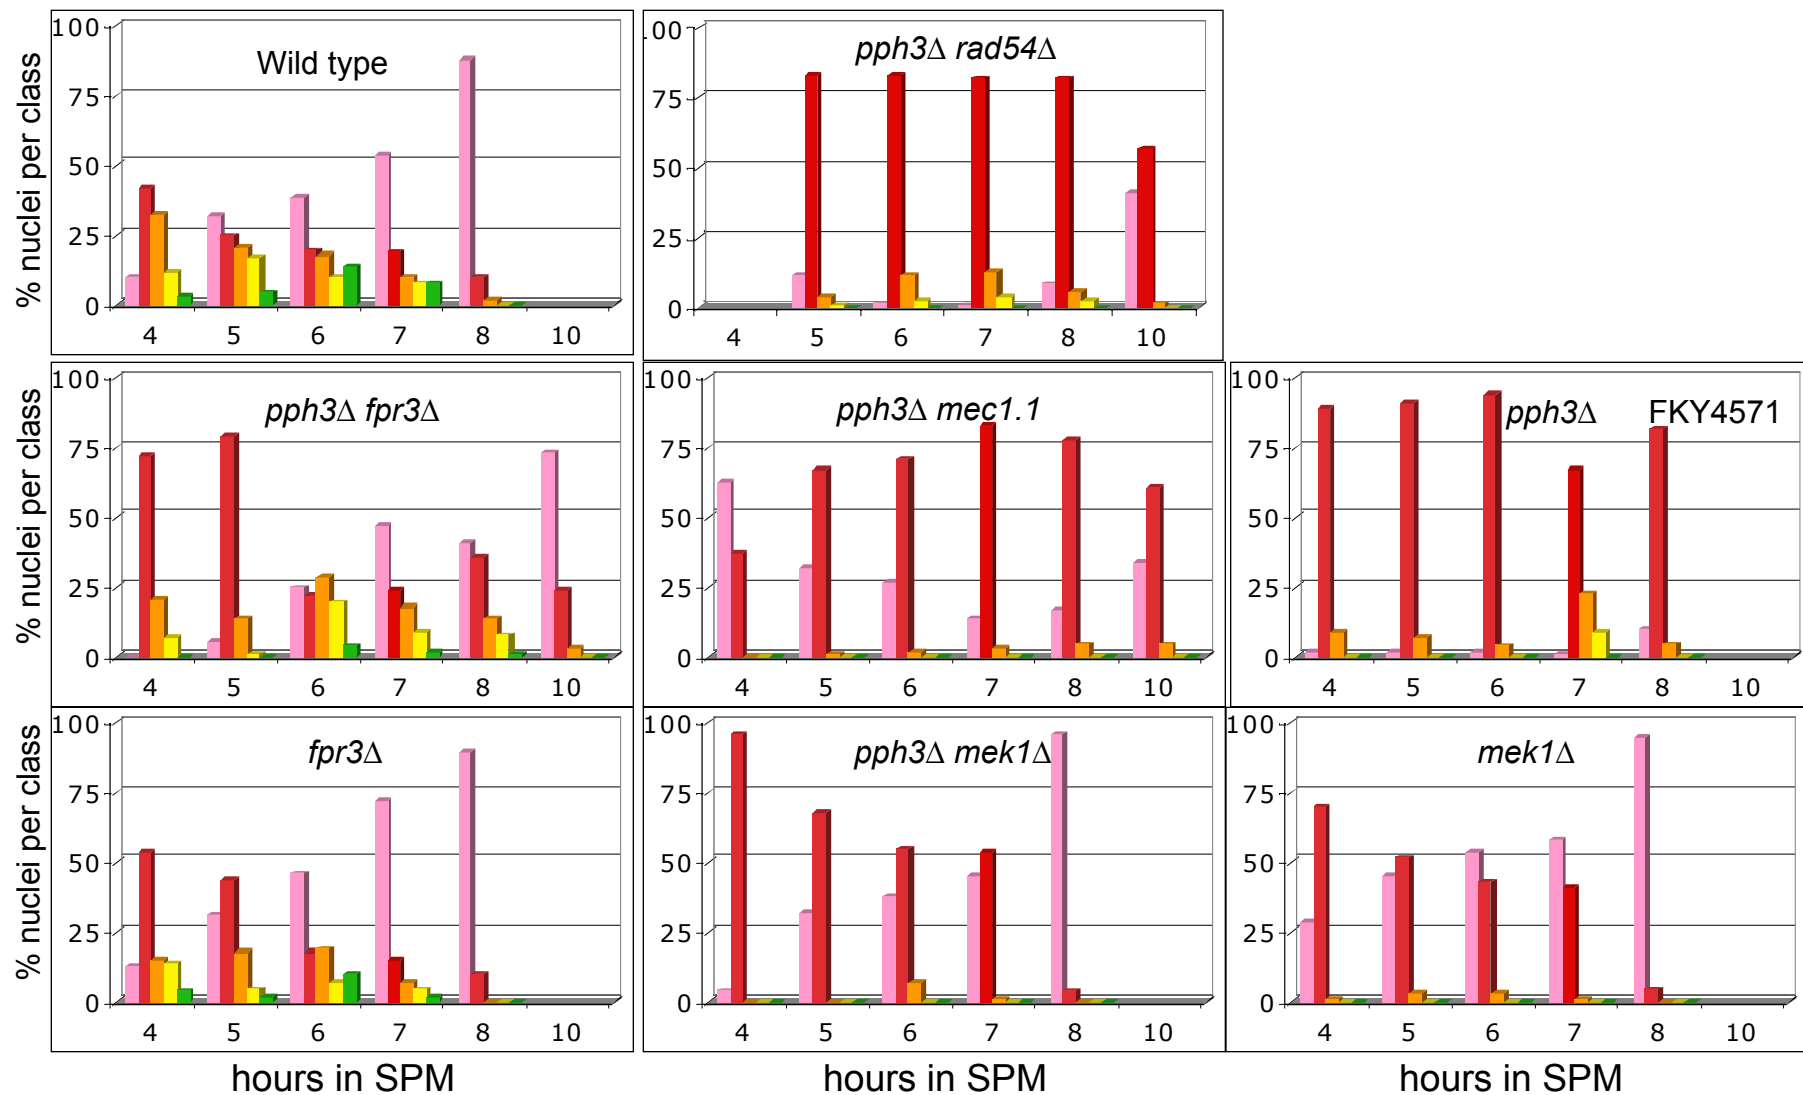 % nuclei per class
100
75
50
25
0
Wild type
4 5 6 7 8 10
00
75
50
25
0
pph3Δ rad54Δ
4 5 6 7 8 10
% nuclei per class
100
75
50
25
0
pph3Δ fpr3Δ
4 5 6 7 8 10
100
75
50
25
0
pph3Δ mec1.1
4 5 6 7 8 10
100
75
50
25
0
pph3Δ FKY4571
4 5 6 7 8 10
% nuclei per class
100
75
50
25
0
fpr3Δ
4 5 6 7 8 10
hours in SPM
100
75
50
25
0
pph3Δ mek1Δ
4 5 6 7 8 10
hours in SPM
100
75
50
25
0
mek1Δ
4 5 6 7 8 10
hours in SPM